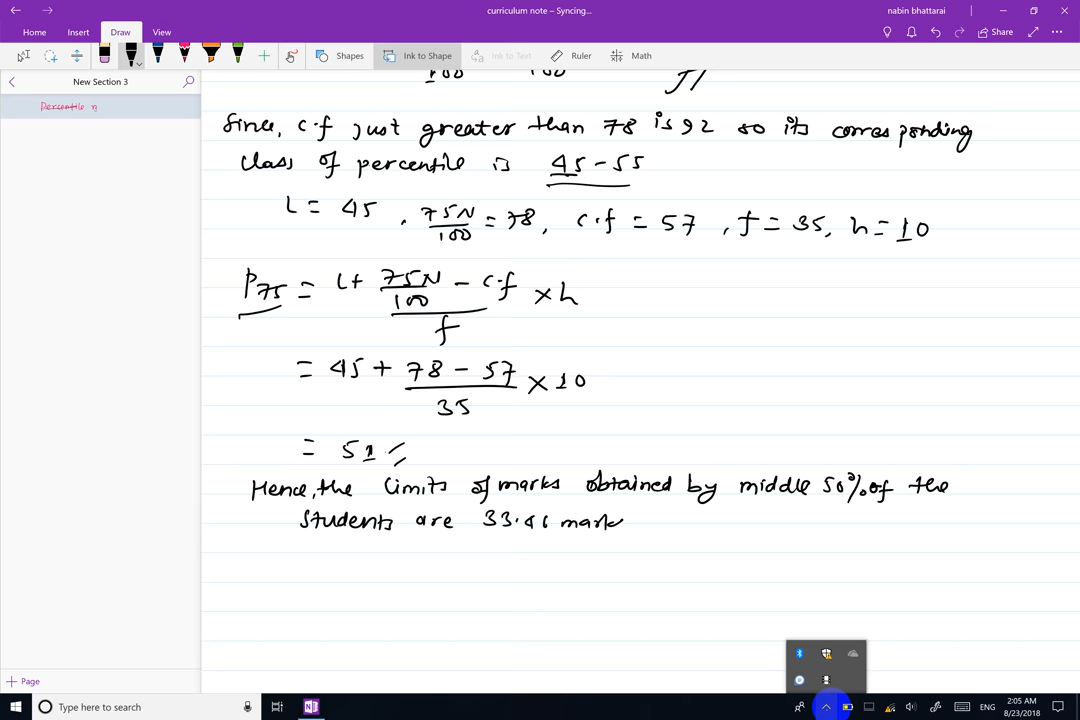 curriculum note – Syncing...
nabin bhattarai
Home Insert Draw View
Share
Shapes Ink to Shape Ink to Text Ruler Math
New Section 3
Percentile
100 100
Since, c.f just greater than 78 is 92 so its corresponding
class of percentile is 45 – 55
L = 45 , 75N/100 = 78, c.f = 57 , f = 35, h = 10
P75 = L + (75N/100 – c.f)/f × h
= 45 + (78 – 57)/35 × 10
= 51
Hence, the limits of marks obtained by middle 50% of the
students are 33.46 mark
Page
Type here to search
ENG
2:05 AM
8/23/2018